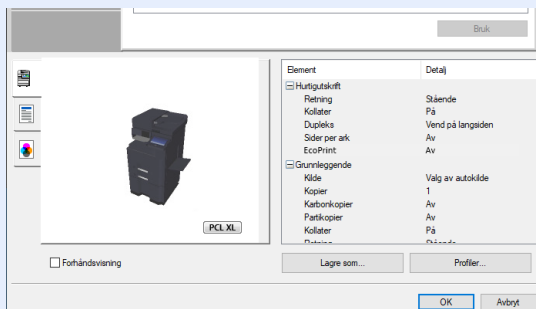 Bruk
Element Detalj
Hurtigutskrift
Retning Stående
Kollater På
Dupleks Vend på langsiden
Sider per ark Av
EcoPrint Av
Grunnleggende
Kilde Valg av autokilde
Kopier 1
Karbonkopier Av
Partikopier Av
Kollater På
Retning Stående
PCL XL
Forhåndsvisning
Lagre som... Profiler...
OK Avbryt